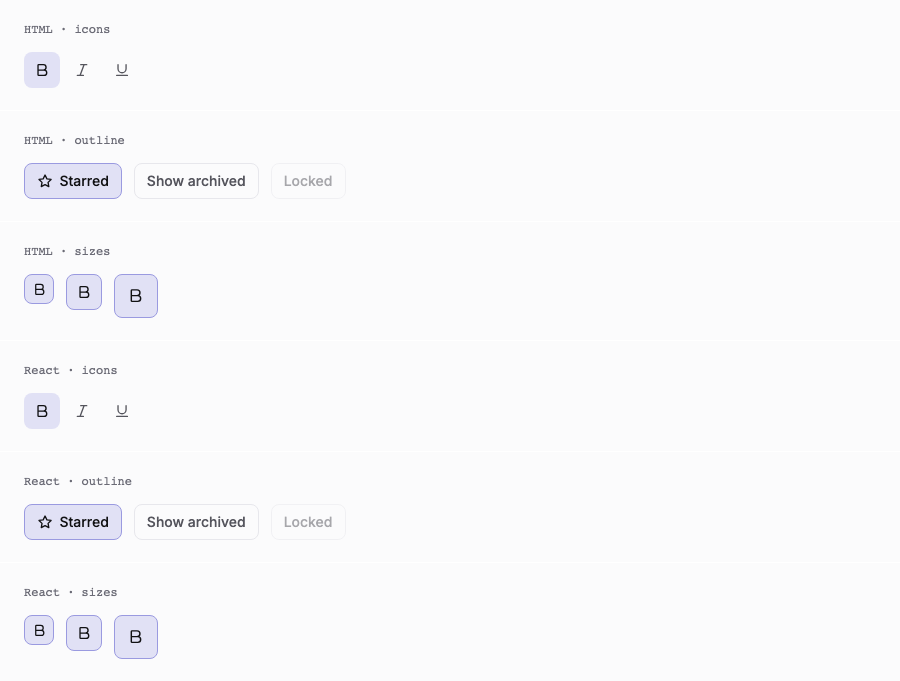 HTML · icons
B I U
HTML · outline
Starred Show archived Locked
HTML · sizes
B B B
React · icons
B I U
React · outline
Starred Show archived Locked
React · sizes
B B B